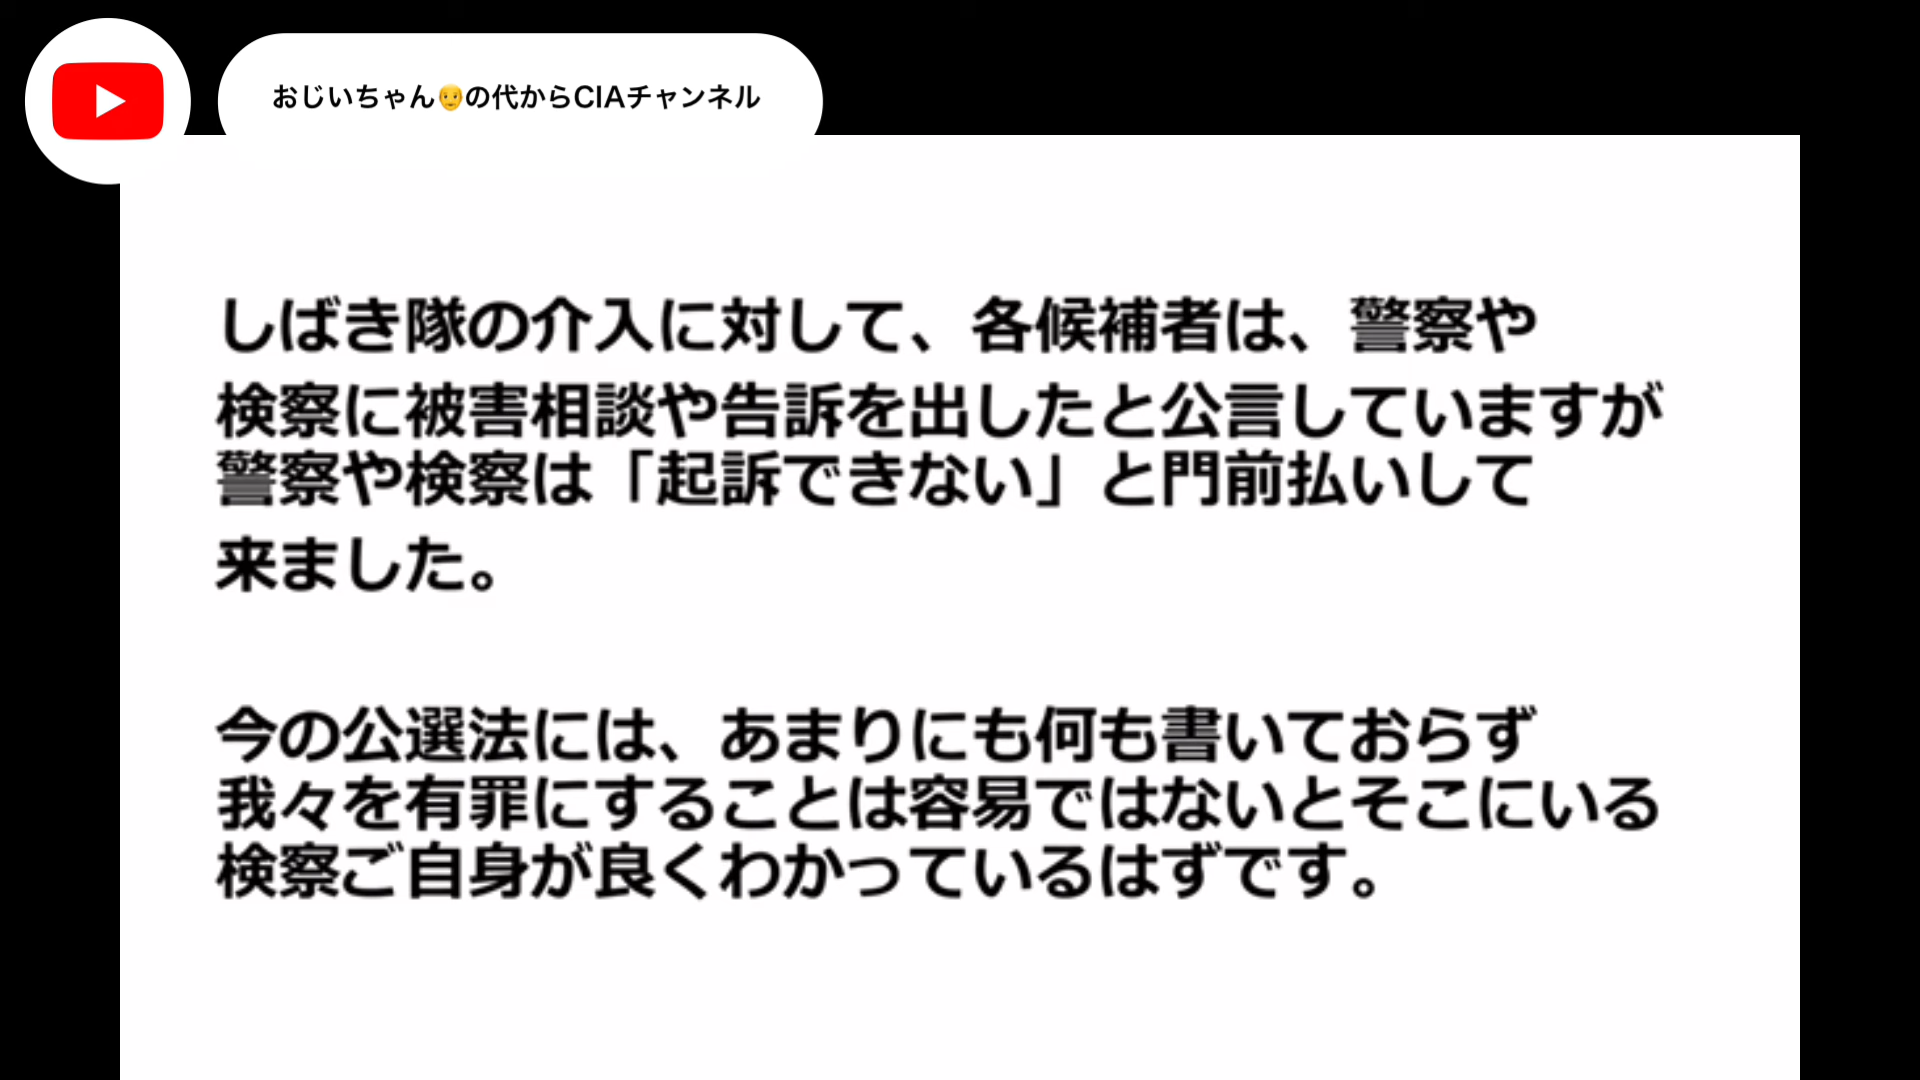 おじいちゃん👴の代からCIAチャンネル
しばき隊の介入に対して、各候補者は、警察や
検察に被害相談や告訴を出したと公言していますが
警察や検察は「起訴できない」と門前払いして
来ました。
今の公選法には、あまりにも何も書いておらず
我々を有罪にすることは容易ではないとそこにいる
検察ご自身が良くわかっているはずです。